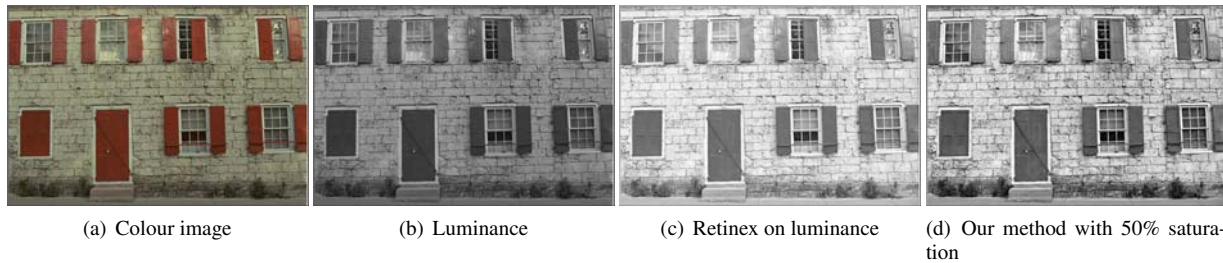 (a) Colour image
(b) Luminance
(c) Retinex on luminance
(d) Our method with 50% satura-
tion